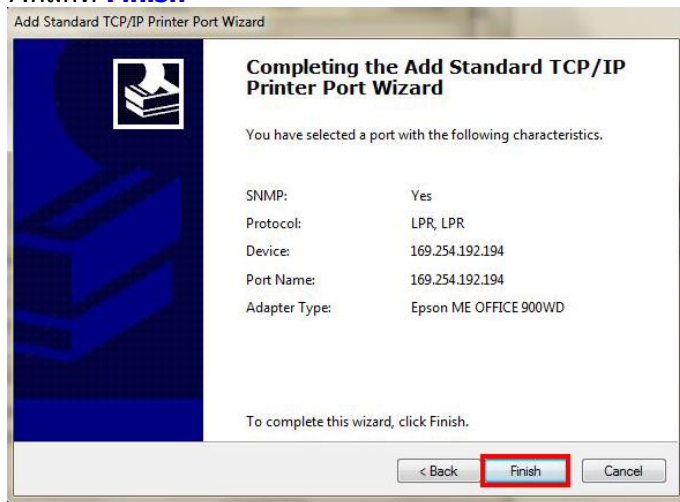 Finish
Add Standard TCP/IP Printer Port Wizard
Completing the Add Standard TCP/IP
Printer Port Wizard
You have selected a port with the following characteristics.
SNMP: Yes
Protocol: LPR, LPR
Device: 169.254.192.194
Port Name: 169.254.192.194
Adapter Type: Epson ME OFFICE 900WD
To complete this wizard, click Finish.
< Back Finish Cancel